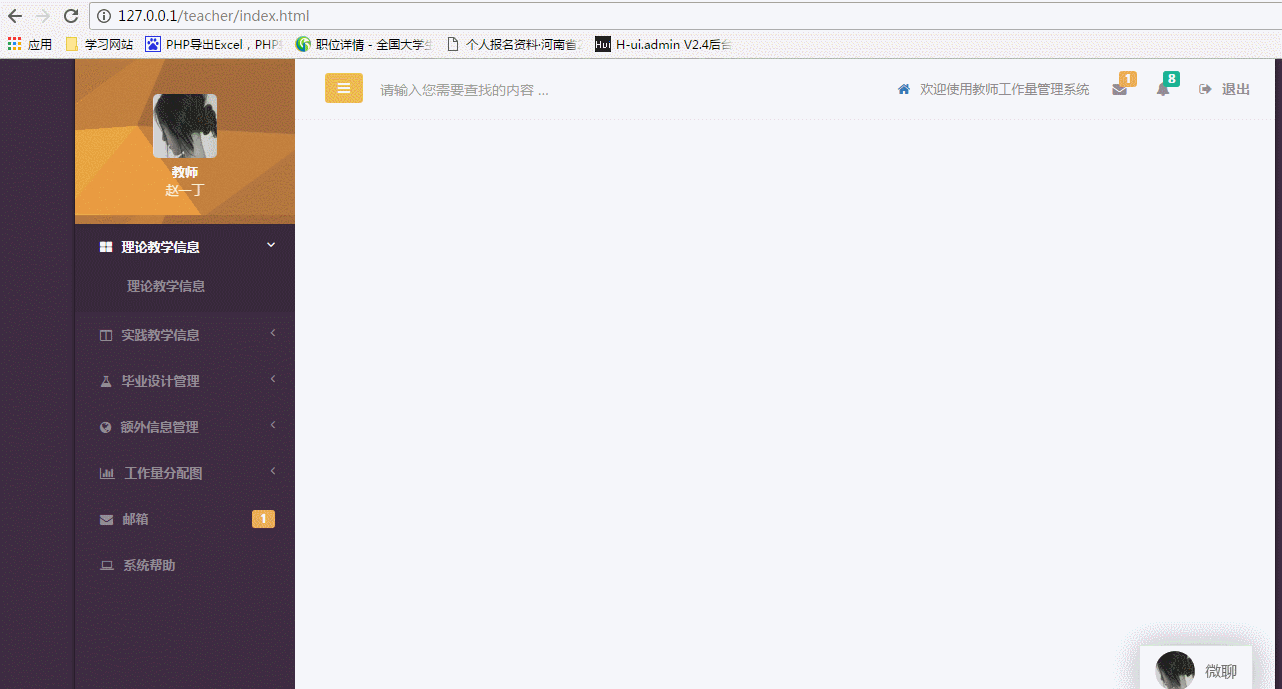 127.0.0.1/teacher/index.html
应用 学习网站 PHP导出Excel，PHP 职位详情 - 全国大学生 个人报名资料·河南省 H-ui.admin V2.4后台
请输入您需要查找的内容 ... 欢迎使用教师工作量管理系统 1 8 退出
教师
赵一丁
理论教学信息
理论教学信息
实践教学信息
毕业设计管理
额外信息管理
工作量分配图
邮箱 1
系统帮助
微聊